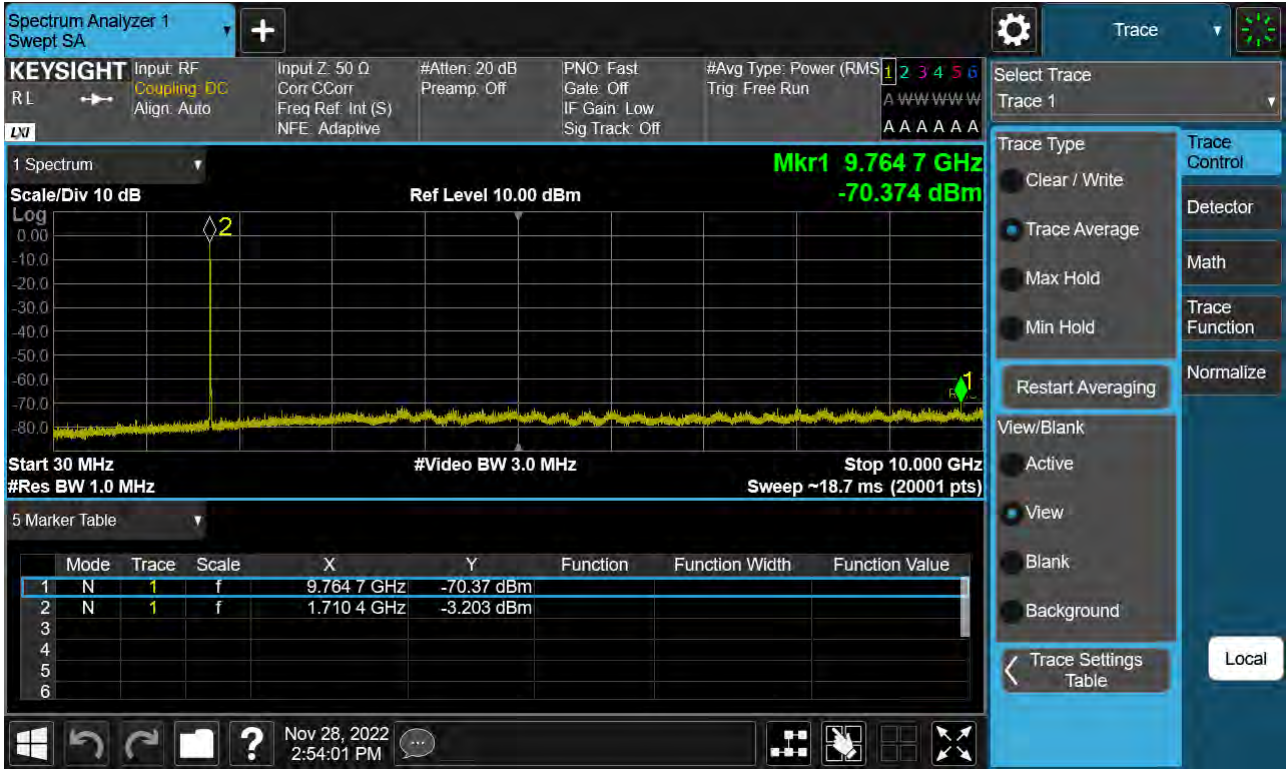 Spectrum Analyzer 1
Swept SA
+
Trace
KEYSIGHT
R L
LXI
Input: RF
Coupling: DC
Align: Auto
Input Z: 50 Ω
Corr CCorr
Freq Ref: Int (S)
NFE: Adaptive
#Atten: 20 dB
Preamp: Off
PNO: Fast
Gate: Off
IF Gain: Low
Sig Track: Off
#Avg Type: Power (RMS
Trig: Free Run
1 2 3 4 5 6
A W W W W W
A A A A A A
Select Trace
Trace 1
1 Spectrum
Scale/Div 10 dB
Ref Level 10.00 dBm
Mkr1 9.764 7 GHz
-70.374 dBm
Log
0.00
-10.0
-20.0
-30.0
-40.0
-50.0
-60.0
-70.0
-80.0
2
1
Start 30 MHz
#Video BW 3.0 MHz
Stop 10.000 GHz
#Res BW 1.0 MHz
Sweep ~18.7 ms (20001 pts)
5 Marker Table
Mode Trace Scale X Y Function Function Width Function Value
1 N 1 f 9.764 7 GHz -70.37 dBm
2 N 1 f 1.710 4 GHz -3.203 dBm
3
4
5
6
Trace Type
Clear / Write
Trace Average
Max Hold
Min Hold
Restart Averaging
View/Blank
Active
View
Blank
Background
Trace Settings
Table
Trace
Control
Detector
Math
Trace
Function
Normalize
Local
?
Nov 28, 2022
2:54:01 PM